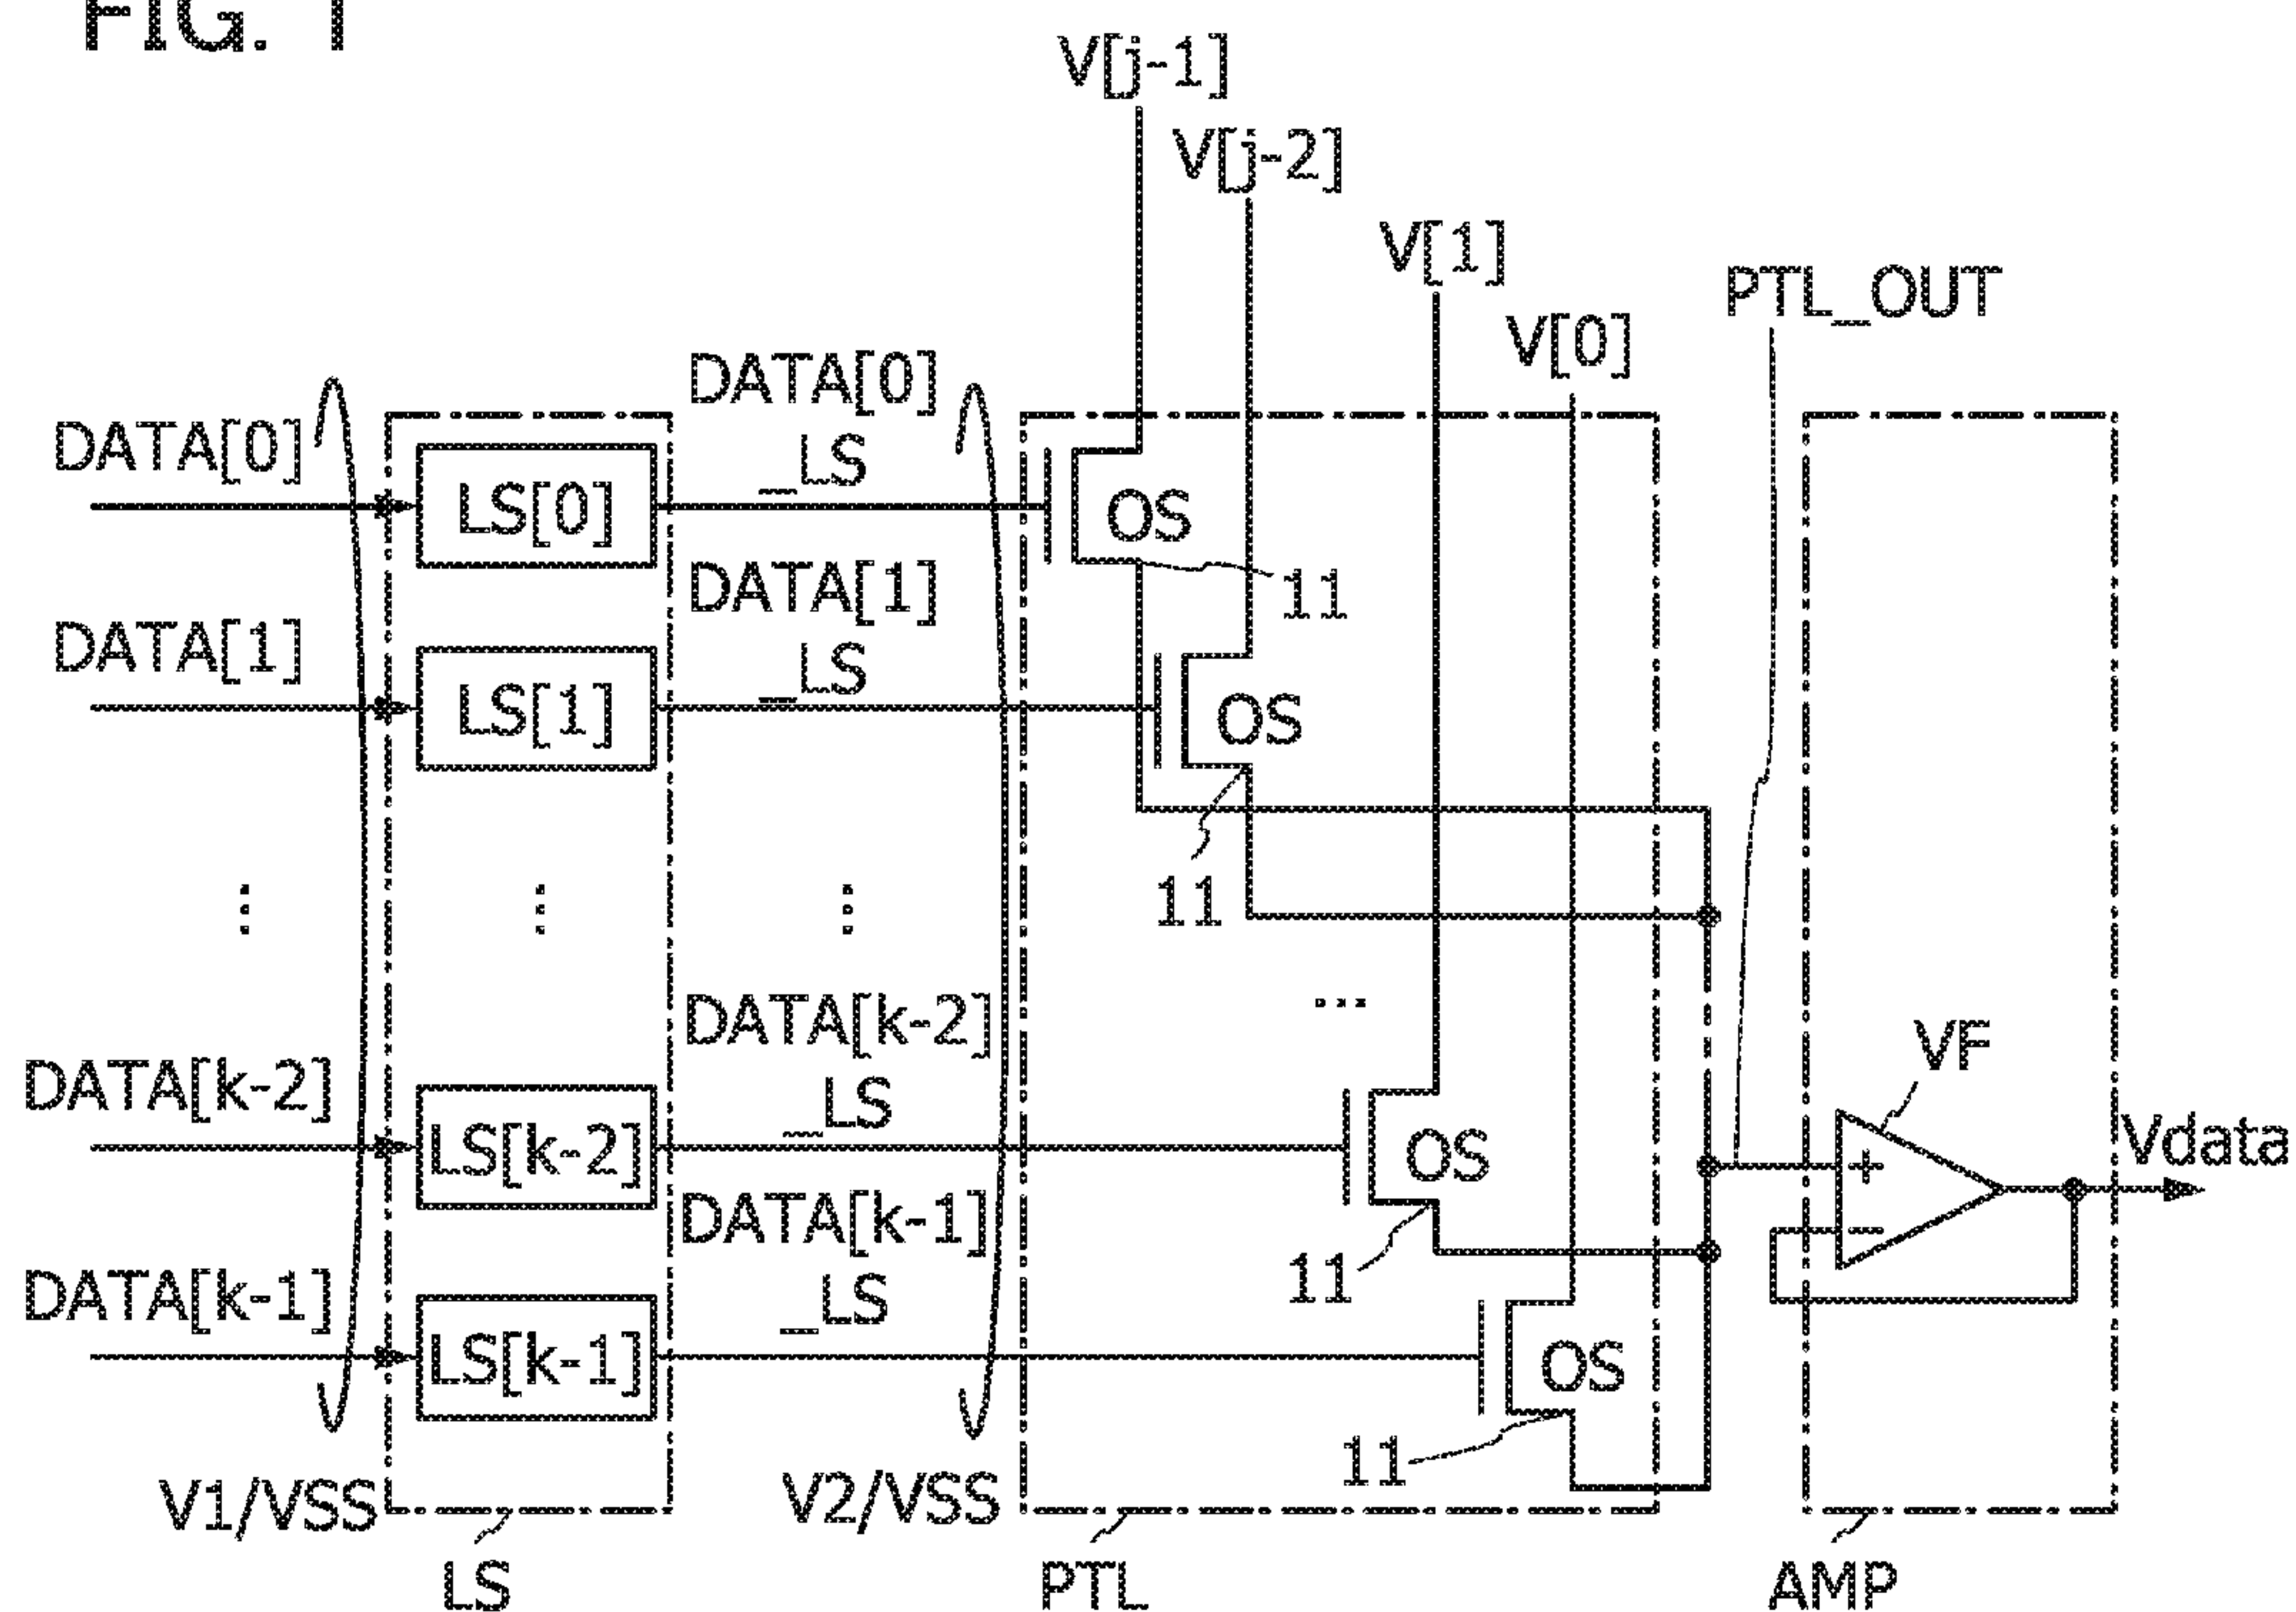 FIG. 1
V[j-1]
V[j-2]
V[1]
V[0]
PTL_OUT
DATA[0]
LS[0]
DATA[0]
_LS
OS
11
DATA[1]
LS[1]
DATA[1]
_LS
OS
11
DATA[k-2]
LS[k-2]
DATA[k-2]
_LS
OS
11
VF
+
−
Vdata
DATA[k-1]
LS[k-1]
DATA[k-1]
_LS
OS
11
V1/VSS
V2/VSS
LS
PTL
AMP